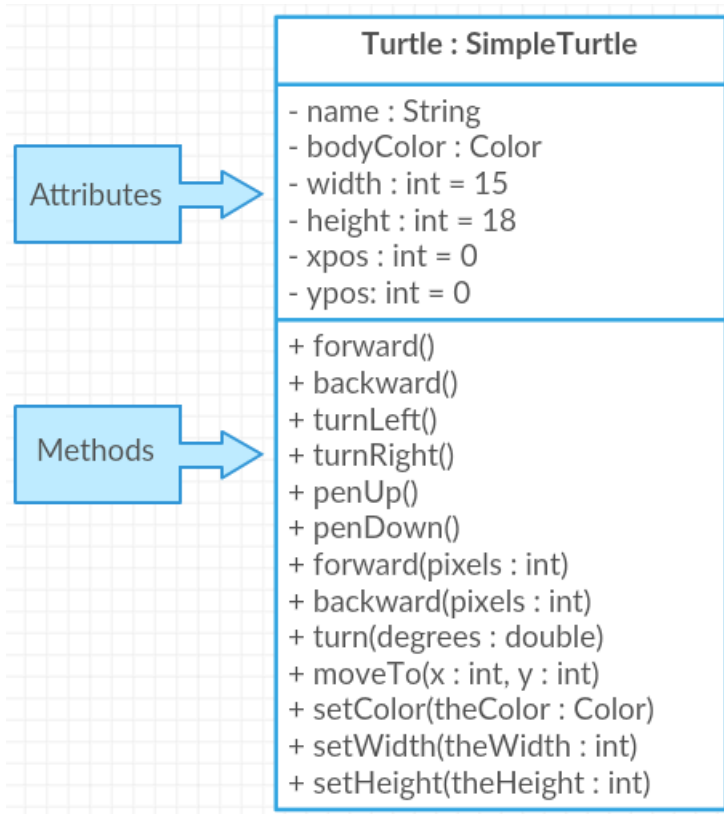 Turtle : SimpleTurtle
Attributes
- name : String
- bodyColor : Color
- width : int = 15
- height : int = 18
- xpos : int = 0
- ypos: int = 0
Methods
+ forward()
+ backward()
+ turnLeft()
+ turnRight()
+ penUp()
+ penDown()
+ forward(pixels : int)
+ backward(pixels : int)
+ turn(degrees : double)
+ moveTo(x : int, y : int)
+ setColor(theColor : Color)
+ setWidth(theWidth : int)
+ setHeight(theHeight : int)